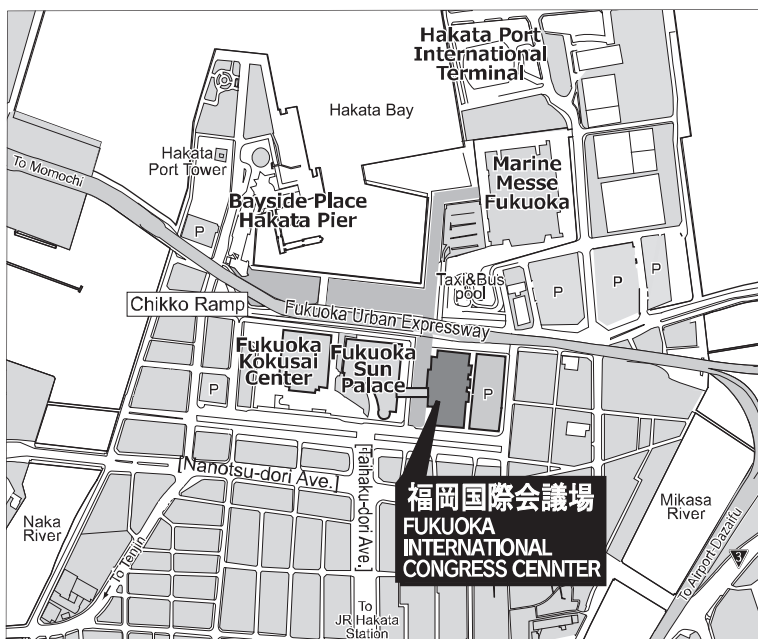 Hakata Port
International
Terminal
Hakata Bay
Hakata
Port Tower
To Momochi
Marine
Messe
Fukuoka
Bayside Place
Hakata Pier
P
Taxi&Bus
pool
P
P
P
Chikko Ramp
Fukuoka Urban Expressway
Fukuoka
Kokusai
Center
Fukuoka
Sun
Palace
P
P
[Nanotsu-dori Ave.]
Taihaku-dori Ave.
福岡国際会議場
FUKUOKA
INTERNATIONAL
CONGRESS CENNTER
Mikasa
River
Naka
River
To Tenjin
To Airport·Dazaifu
3
To
JR Hakata
Station